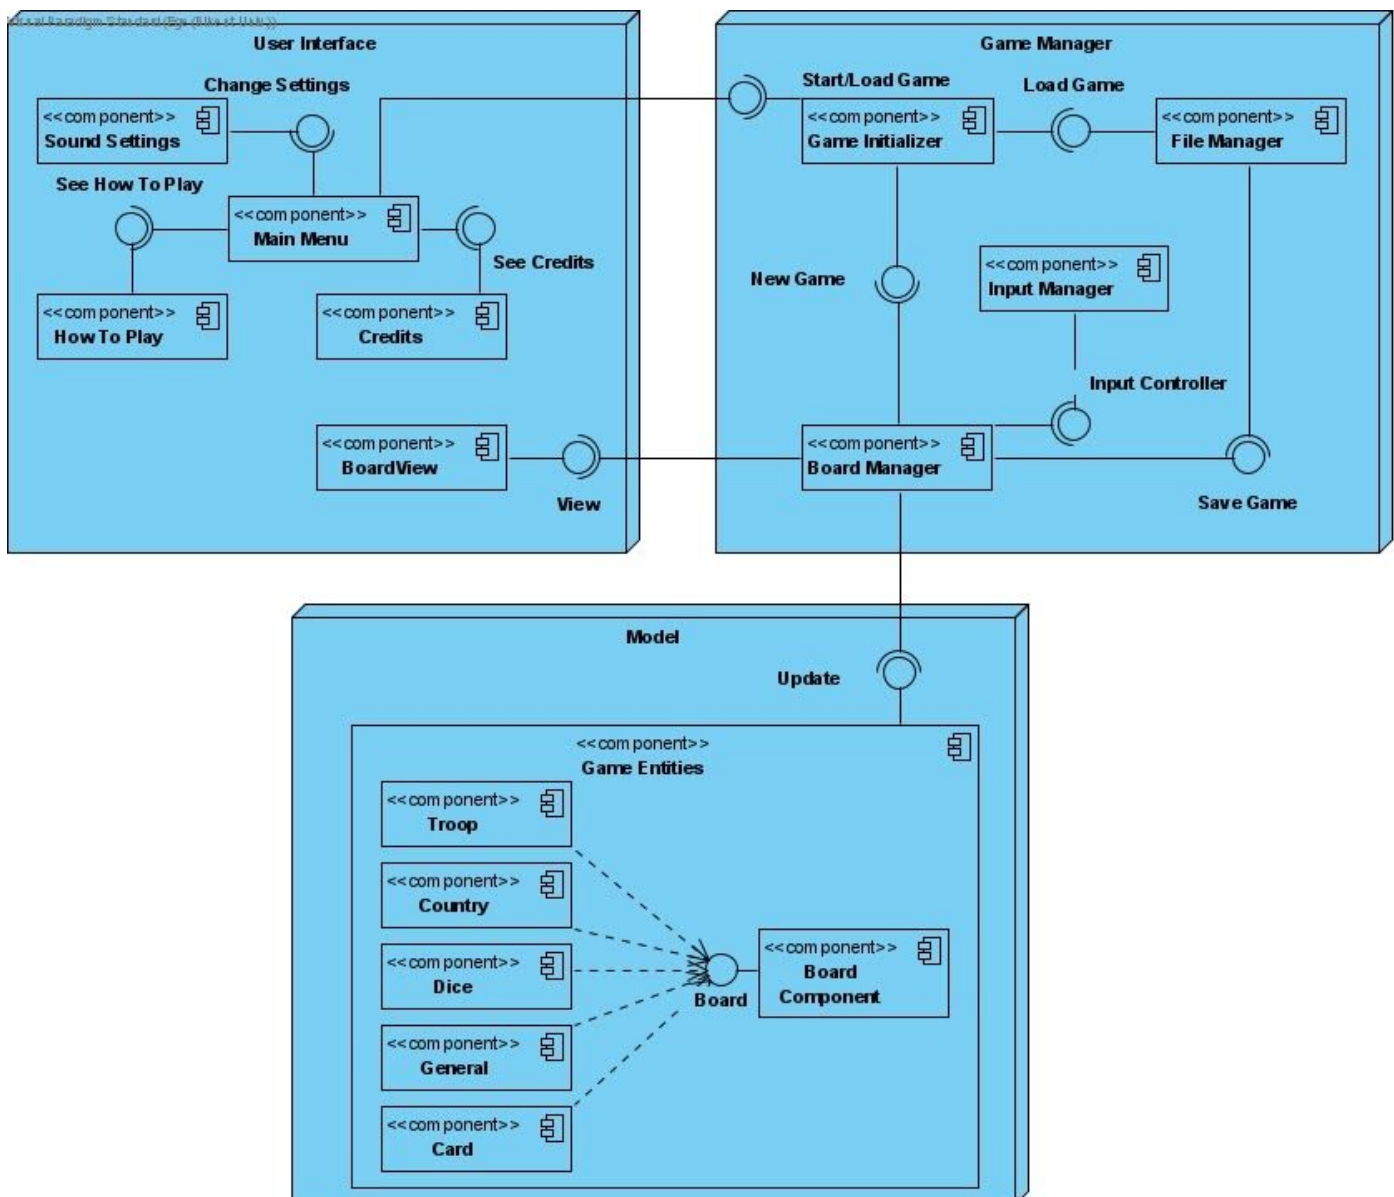 User Interface
Change Settings
<<component>>
Sound Settings
See How To Play
<<component>>
Main Menu
See Credits
<<component>>
How To Play
<<component>>
Credits
<<component>>
BoardView
View
Game Manager
Start/Load Game
Load Game
<<component>>
Game Initializer
<<component>>
File Manager
New Game
<<component>>
Input Manager
Input Controller
<<component>>
Board Manager
Save Game
Model
Update
<<component>>
Game Entities
<<component>>
Troop
<<component>>
Country
<<component>>
Dice
<<component>>
General
<<component>>
Card
Board
<<component>>
Board
Component